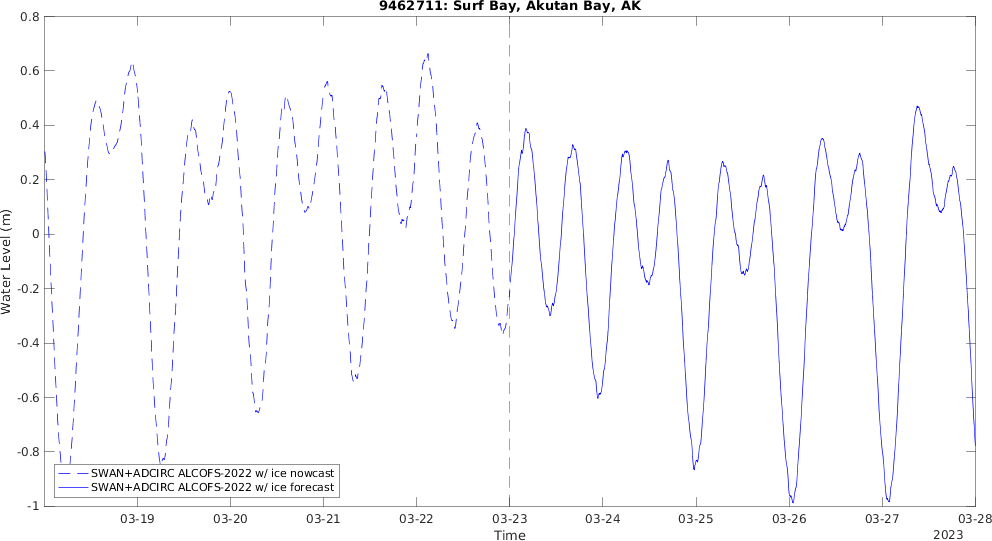 9462711: Surf Bay, Akutan Bay, AK
0.8
0.6
0.4
0.2
0
-0.2
-0.4
-0.6
-0.8
-1
Water Level (m)
SWAN+ADCIRC ALCOFS-2022 w/ ice nowcast
SWAN+ADCIRC ALCOFS-2022 w/ ice forecast
03-19 03-20 03-21 03-22 03-23 03-24 03-25 03-26 03-27 03-28
Time
2023